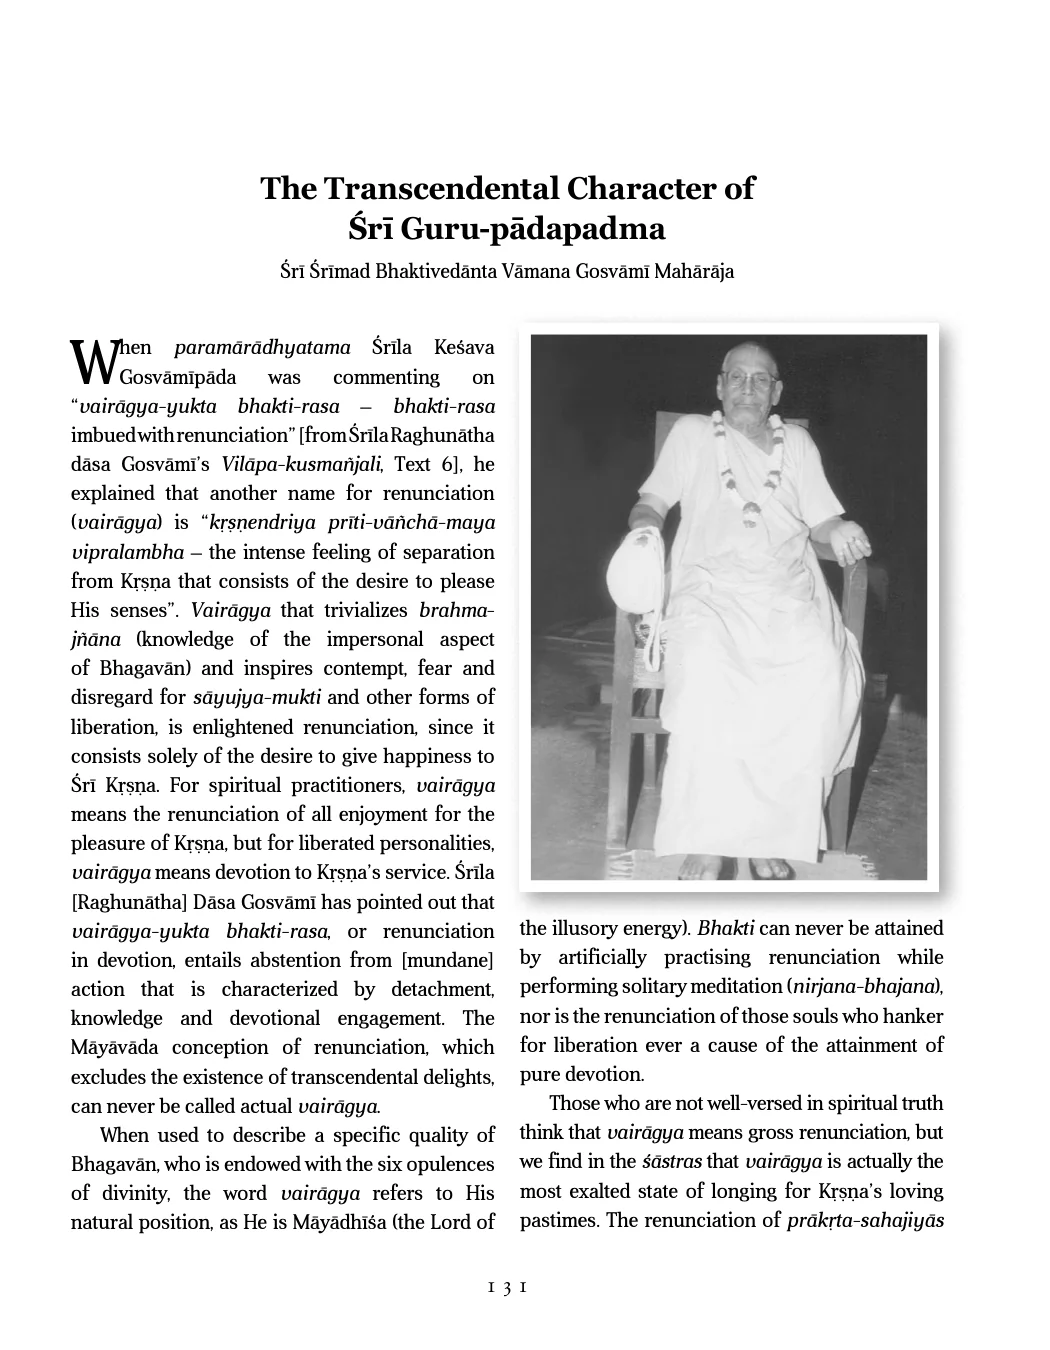 The Transcendental Character of
Śrī Guru-pādapadma
Śrī Śrīmad Bhaktivedānta Vāmana Gosvāmī Mahārāja
When paramārādhyatama Śrīla Keśava
Gosvāmīpāda was commenting on
“vairāgya-yukta bhakti-rasa – bhakti-rasa
imbued with renunciation” [from Śrīla Raghunātha
dāsa Gosvāmī’s Vilāpa-kusmañjali, Text 6], he
explained that another name for renunciation
(vairāgya) is “kṛṣṇendriya prīti-vāñchā-maya
vipralambha – the intense feeling of separation
from Kṛṣṇa that consists of the desire to please
His senses”. Vairāgya that trivializes brahma-
jñāna (knowledge of the impersonal aspect
of Bhagavān) and inspires contempt, fear and
disregard for sāyujya-mukti and other forms of
liberation, is enlightened renunciation, since it
consists solely of the desire to give happiness to
Śrī Kṛṣṇa. For spiritual practitioners, vairāgya
means the renunciation of all enjoyment for the
pleasure of Kṛṣṇa, but for liberated personalities,
vairāgya means devotion to Kṛṣṇa’s service. Śrīla
[Raghunātha] Dāsa Gosvāmī has pointed out that
vairāgya-yukta bhakti-rasa, or renunciation
in devotion, entails abstention from [mundane]
action that is characterized by detachment,
knowledge and devotional engagement. The
Māyāvāda conception of renunciation, which
excludes the existence of transcendental delights,
can never be called actual vairāgya.
When used to describe a specific quality of
Bhagavān, who is endowed with the six opulences
of divinity, the word vairāgya refers to His
natural position, as He is Māyādhīśa (the Lord of
the illusory energy). Bhakti can never be attained
by artificially practising renunciation while
performing solitary meditation (nirjana-bhajana),
nor is the renunciation of those souls who hanker
for liberation ever a cause of the attainment of
pure devotion.
Those who are not well-versed in spiritual truth
think that vairāgya means gross renunciation, but
we find in the śāstras that vairāgya is actually the
most exalted state of longing for Kṛṣṇa’s loving
pastimes. The renunciation of prākṛta-sahajiyās
131